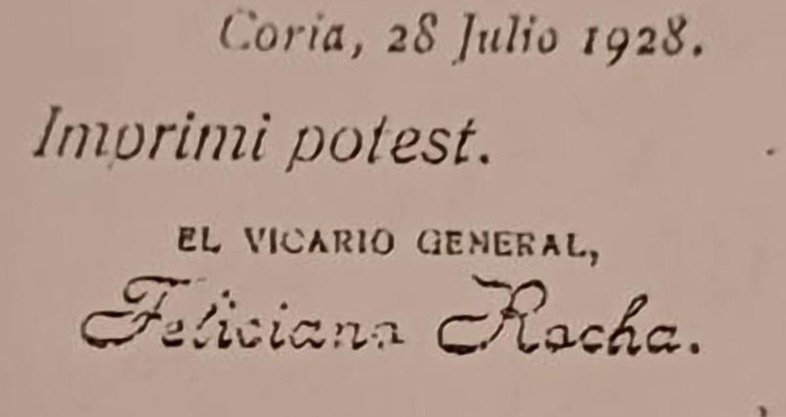 Coria, 28 Julio 1928.
Imprimi potest.
EL VICARIO GENERAL,
Feliciano Rocha.